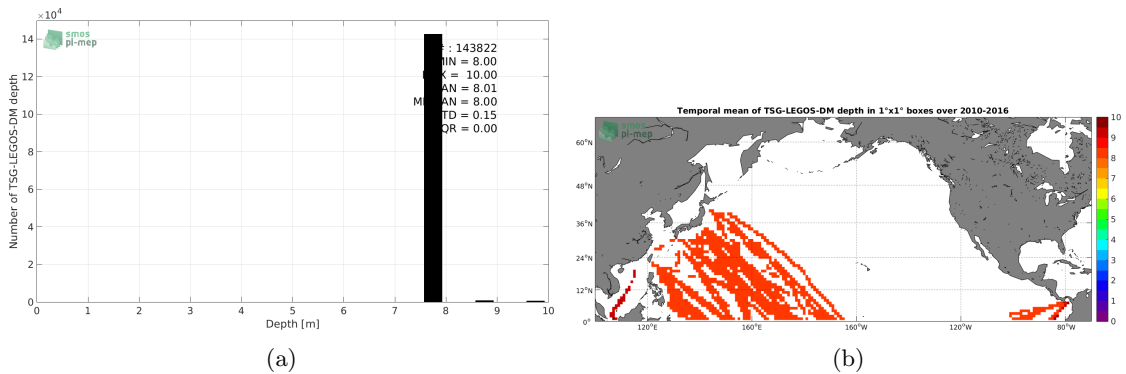 ×10⁴
smos
pi-mep
14
12
10
8
6
4
2
0
Number of TSG-LEGOS-DM depth
: 143822
MIN = 8.00
X = 10.00
AN = 8.01
AN = 8.00
TD = 0.15
QR = 0.00
0 1 2 3 4 5 6 7 8 9 10
Depth [m]
(a)
Temporal mean of TSG-LEGOS-DM depth in 1°x1° boxes over 2010-2016
smos
pi-mep
60°N
48°N
36°N
24°N
12°N
0°
120°E 160°E 160°W 120°W 80°W
10
9
8
7
6
5
4
3
2
1
0
(b)